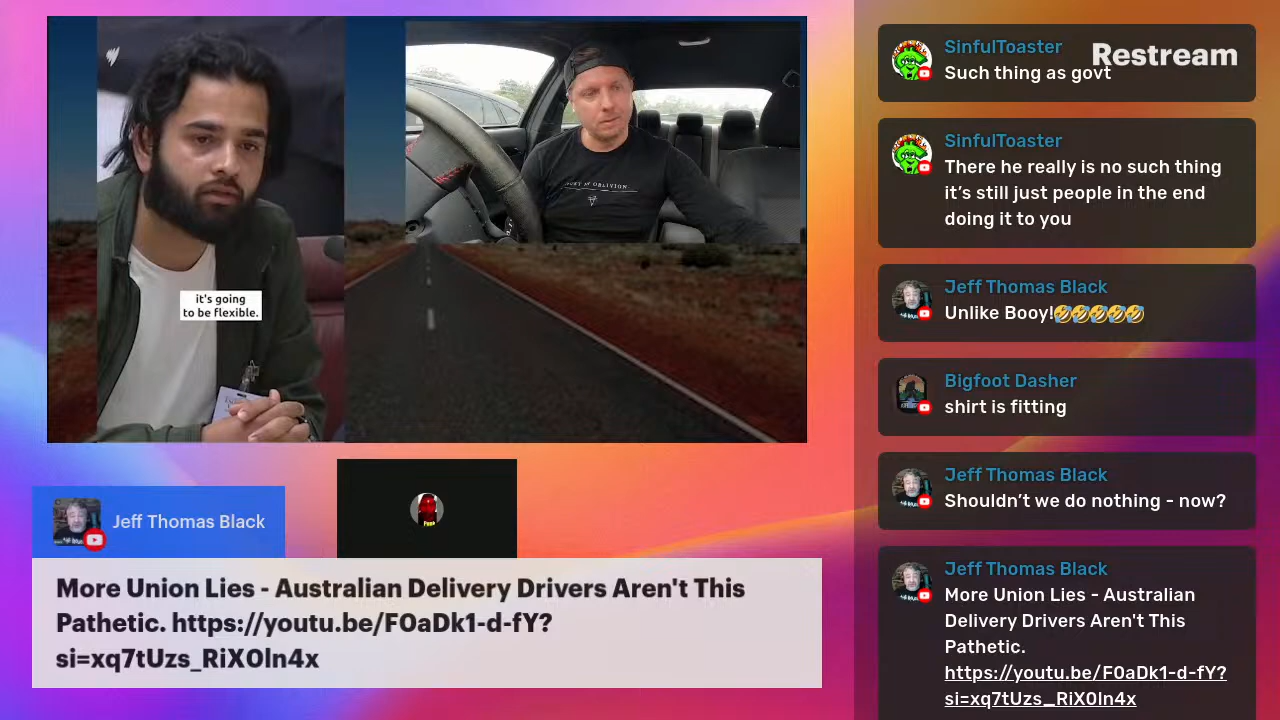 it's going
to be flexible.
Jeff Thomas Black
More Union Lies - Australian Delivery Drivers Aren't This
Pathetic. https://youtu.be/F0aDk1-d-fY?
si=xq7tUzs_RiX0ln4x
Restream
SinfulToaster
Such thing as govt
SinfulToaster
There he really is no such thing
it’s still just people in the end
doing it to you
Jeff Thomas Black
Unlike Booy!🤣🤣🤣🤣🤣
Bigfoot Dasher
shirt is fitting
Jeff Thomas Black
Shouldn’t we do nothing - now?
Jeff Thomas Black
More Union Lies - Australian
Delivery Drivers Aren't This
Pathetic.
https://youtu.be/F0aDk1-d-fY?
si=xq7tUzs_RiX0ln4x